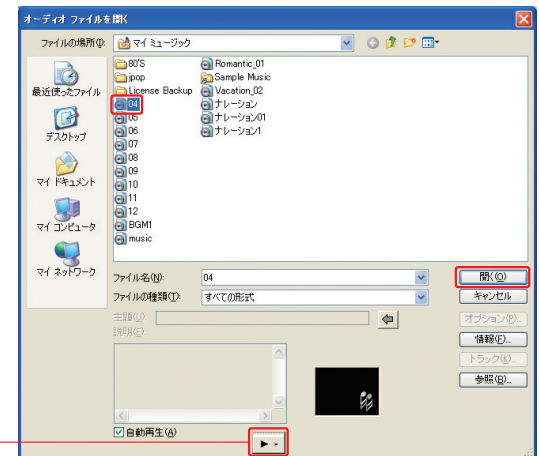 オーディオ ファイルを開く
ファイルの場所(I):
マイ ミュージック
最近使ったファイル
デスクトップ
マイ ドキュメント
マイ コンピュータ
マイ ネットワーク
80'S
jpop
License Backup
04
05
06
07
08
09
10
11
12
BGM1
music
Romantic_01
Sample Music
Vacation_02
ナレーション
ナレーション01
ナレーション1
ファイル名(N):
04
開く(O)
ファイルの種類(T):
すべての形式
キャンセル
主題(U):
オプション(P)...
説明(E):
情報(F)...
トラック(K)...
参照(B)...
自動再生(A)